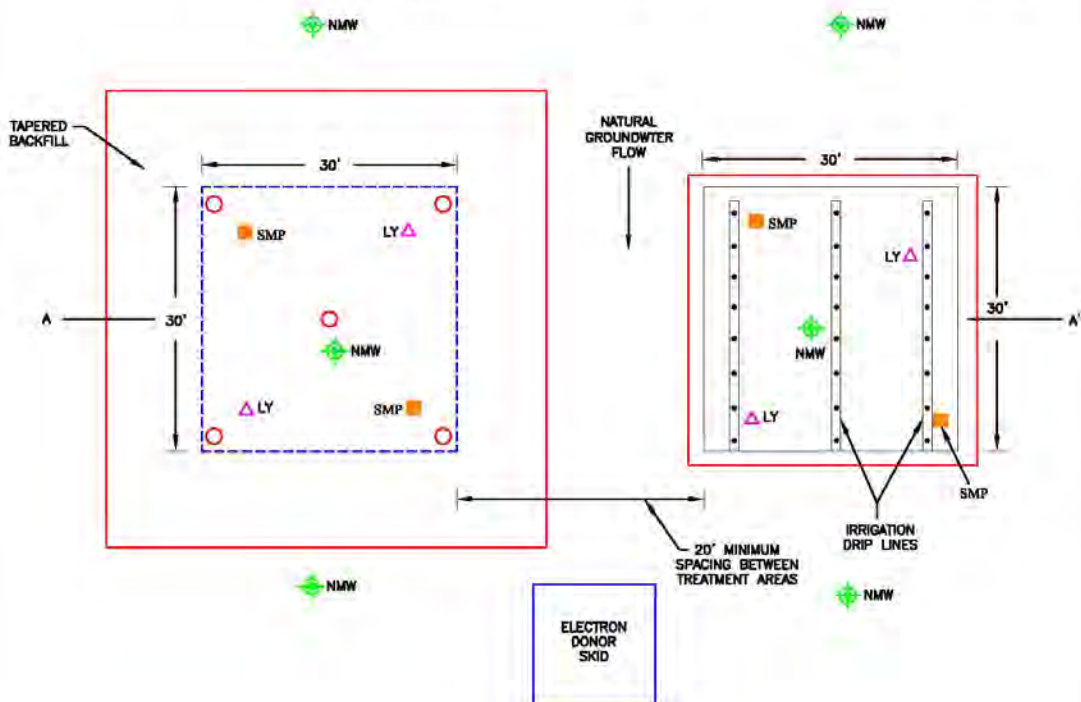 NMW
NMW
TAPERED
BACKFILL
NATURAL
GROUNDWTER
FLOW
30'
30'
SMP
LY
SMP
LY
A
30'
30'
A'
NMW
NMW
LY
SMP
LY
SMP
IRRIGATION
DRIP LINES
20' MINIMUM
SPACING BETWEEN
TREATMENT AREAS
NMW
NMW
ELECTRON
DONOR
SKID